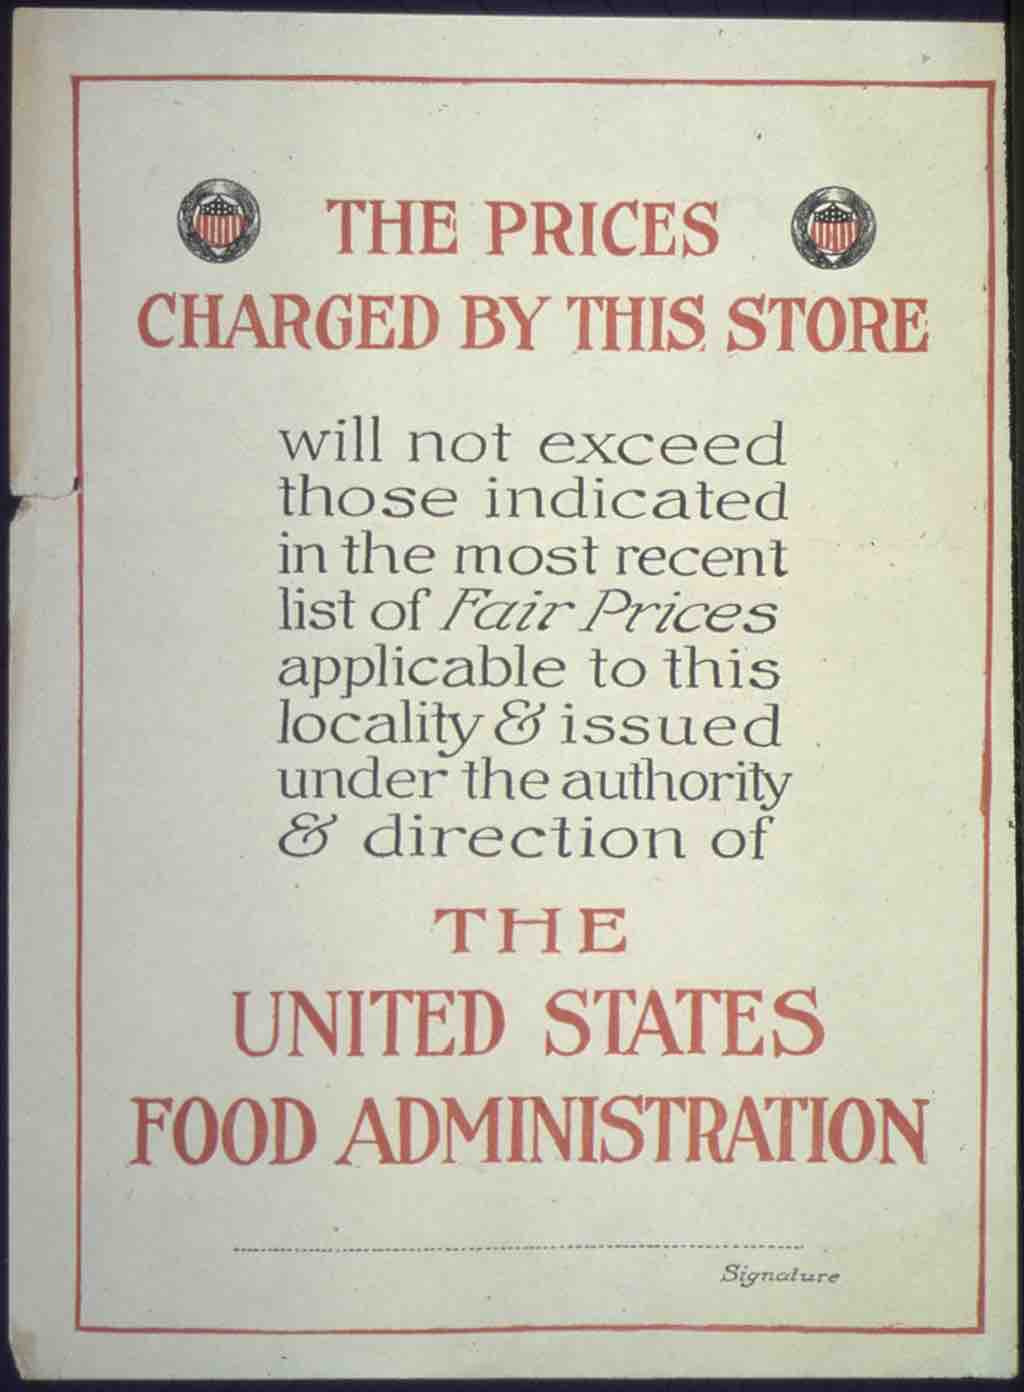 THE PRICES
CHARGED BY THIS STORE
will not exceed
those indicated
in the most recent
list of Fair Prices
applicable to this
locality & issued
under the authority
& direction of
THE
UNITED STATES
FOOD ADMINISTRATION
Signature